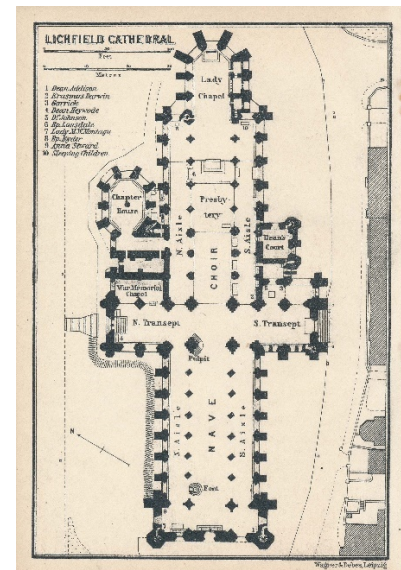 LICHFIELD CATHEDRAL
Feet
Metres
1 Dean Addison
2 Erasmus Darwin
3 Garrick
4 Dean Heywode
5 Dr Johnson
6 Bp. Lonsdale
7 Lady M.W. Montagu
8 Bp. Ryder
9 Anna Seward
10 Sleeping Children
Lady
Chapel
Chapter
House
Presby-
tery
N. Aisle
CHOIR
S. Aisle
Dean's
Court
War Memorial
Chapel
N. Transept
S. Transept
Pulpit
S. Aisle
NAVE
S. Aisle
N
Font
Wagner & Debes, Leipzig